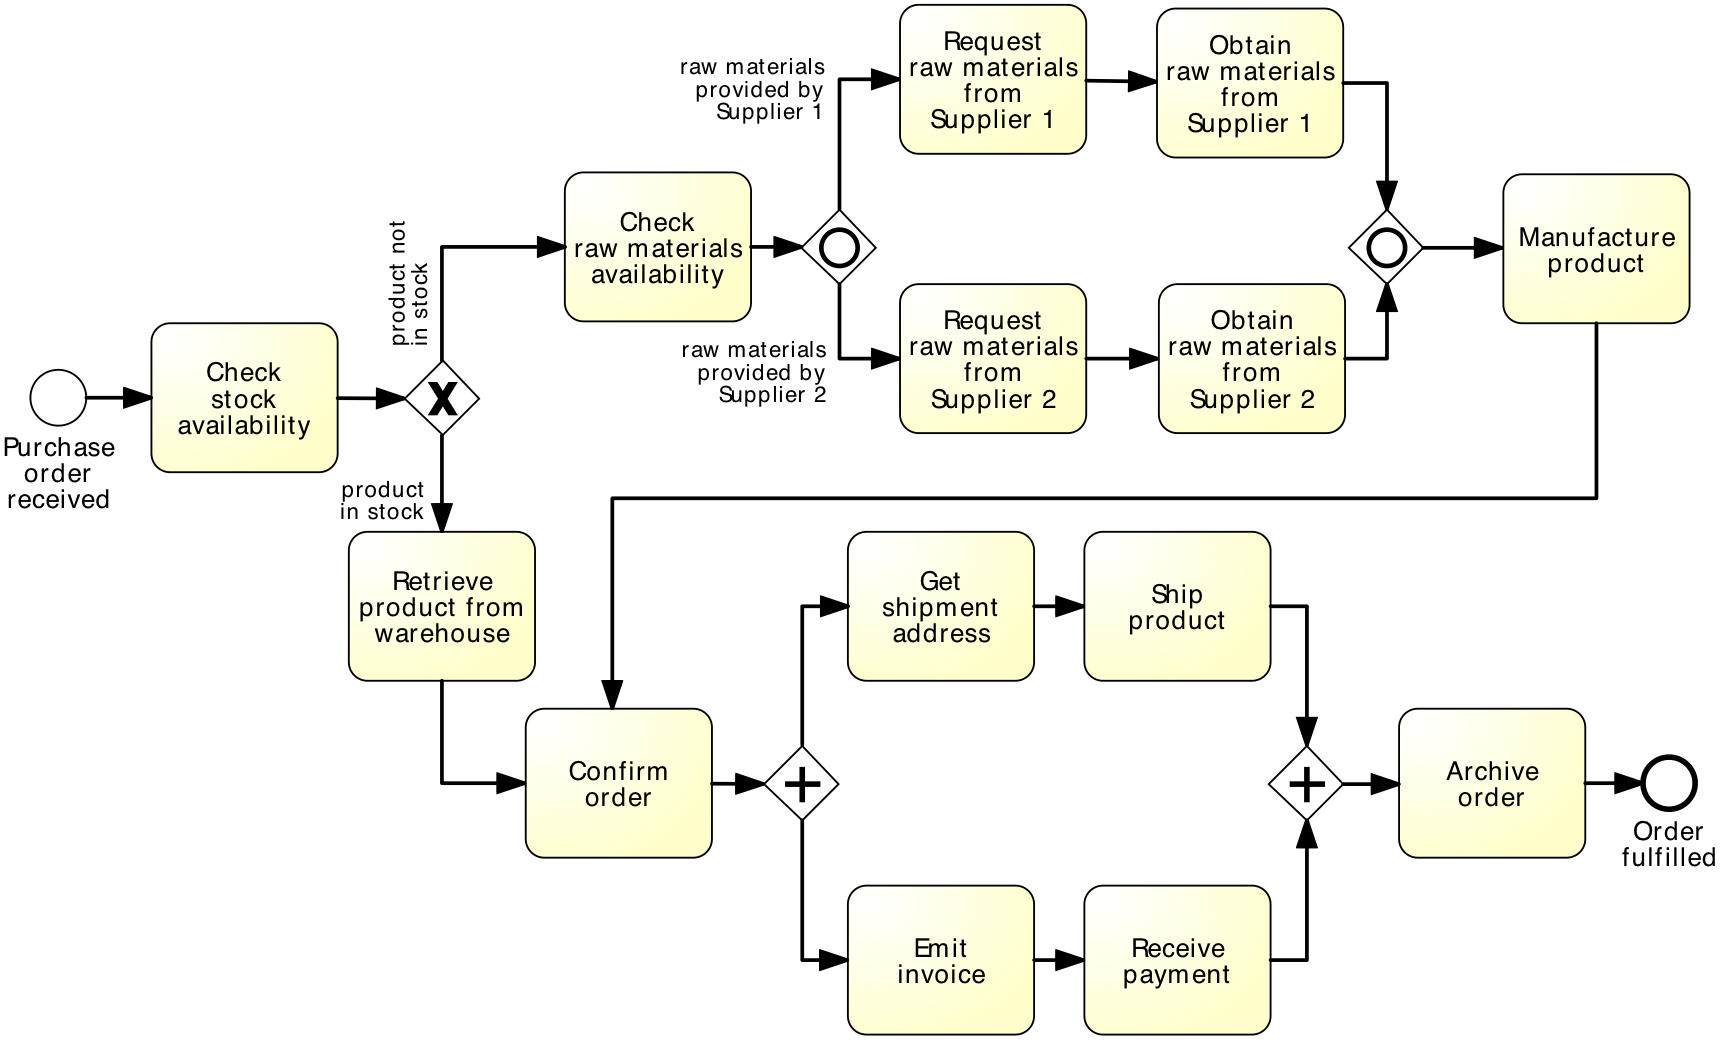 Purchase
order
received
Check
stock
availability
X
product not
in stock
product
in stock
Check
raw materials
availability
raw materials
provided by
Supplier 1
raw materials
provided by
Supplier 2
Request
raw materials
from
Supplier 1
Obtain
raw materials
from
Supplier 1
Request
raw materials
from
Supplier 2
Obtain
raw materials
from
Supplier 2
Manufacture
product
Retrieve
product from
warehouse
Confirm
order
Get
shipment
address
Ship
product
Emit
invoice
Receive
payment
Archive
order
Order
fulfilled